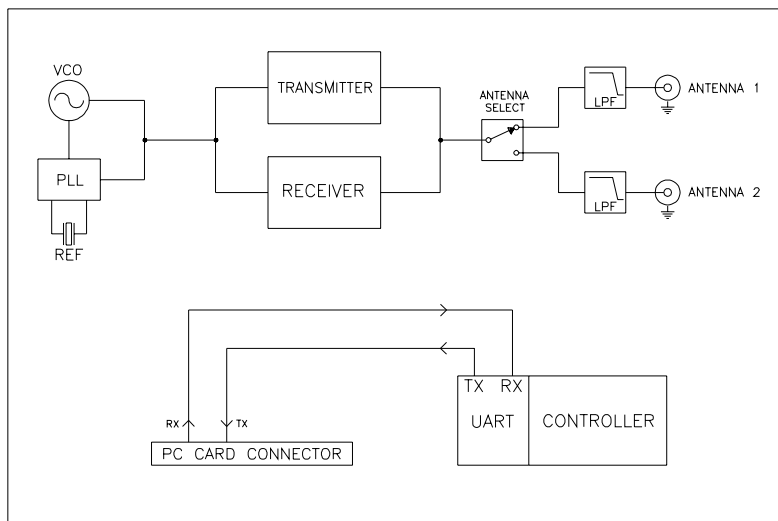 VCO
PLL
REF
TRANSMITTER
RECEIVER
ANTENNA
SELECT
LPF
ANTENNA 1
LPF
ANTENNA 2
RX
TX
PC CARD CONNECTOR
TX RX
UART
CONTROLLER